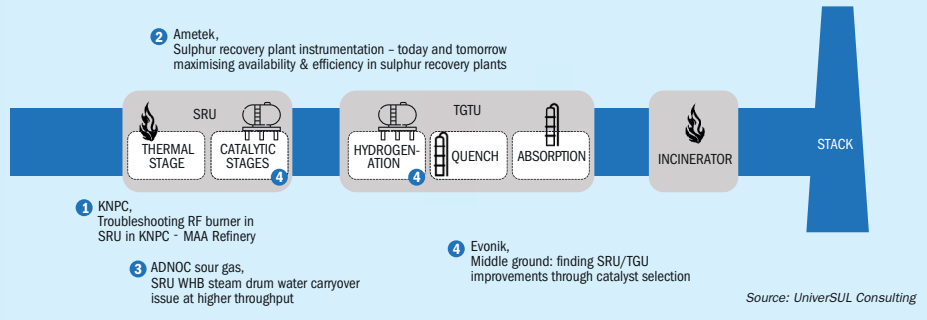 2 Ametek,
Sulphur recovery plant instrumentation – today and tomorrow
maximising availability & efficiency in sulphur recovery plants
SRU
THERMAL
STAGE
CATALYTIC
STAGES
4
TGTU
HYDROGEN-
ATION
4
QUENCH
ABSORPTION
INCINERATOR
STACK
1 KNPC,
Troubleshooting RF burner in
SRU in KNPC - MAA Refinery
3 ADNOC sour gas,
SRU WHB steam drum water carryover
issue at higher throughput
4 Evonik,
Middle ground: finding SRU/TGU
improvements through catalyst selection
Source: UniverSUL Consulting